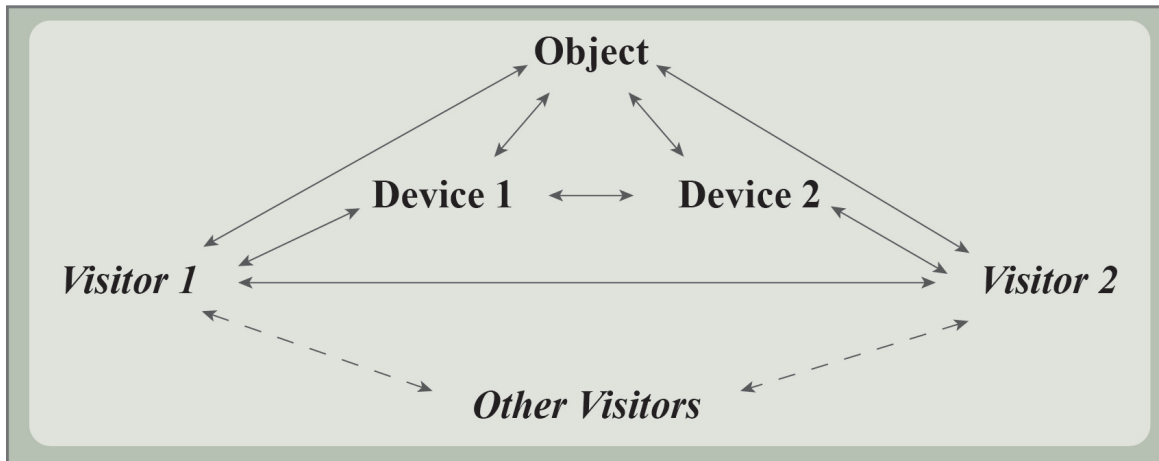 Object
Device 1
Device 2
Visitor 1
Visitor 2
Other Visitors